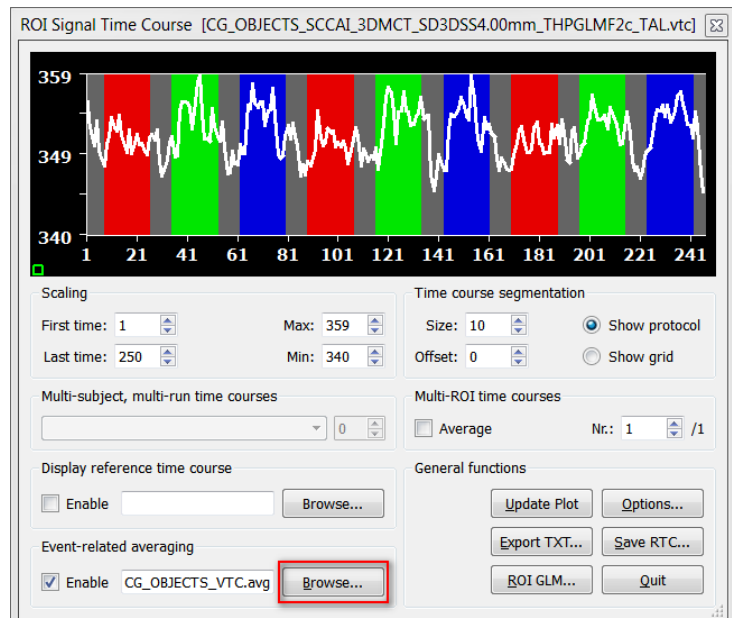 ROI Signal Time Course [CG_OBJECTS_SCCAI_3DMCT_SD3DSS4.00mm_THPGLMF2c_TAL.vtc]
359
349
340
1 21 41 61 81 101 121 141 161 181 201 221 241
Scaling
First time: 1 Max: 359
Last time: 250 Min: 340
Time course segmentation
Size: 10 Show protocol
Offset: 0 Show grid
Multi-subject, multi-run time courses
0
Multi-ROI time courses
Average Nr.: 1 /1
Display reference time course
Enable Browse...
Event-related averaging
Enable CG_OBJECTS_VTC.avg Browse...
General functions
Update Plot Options...
Export TXT... Save RTC...
ROI GLM... Quit